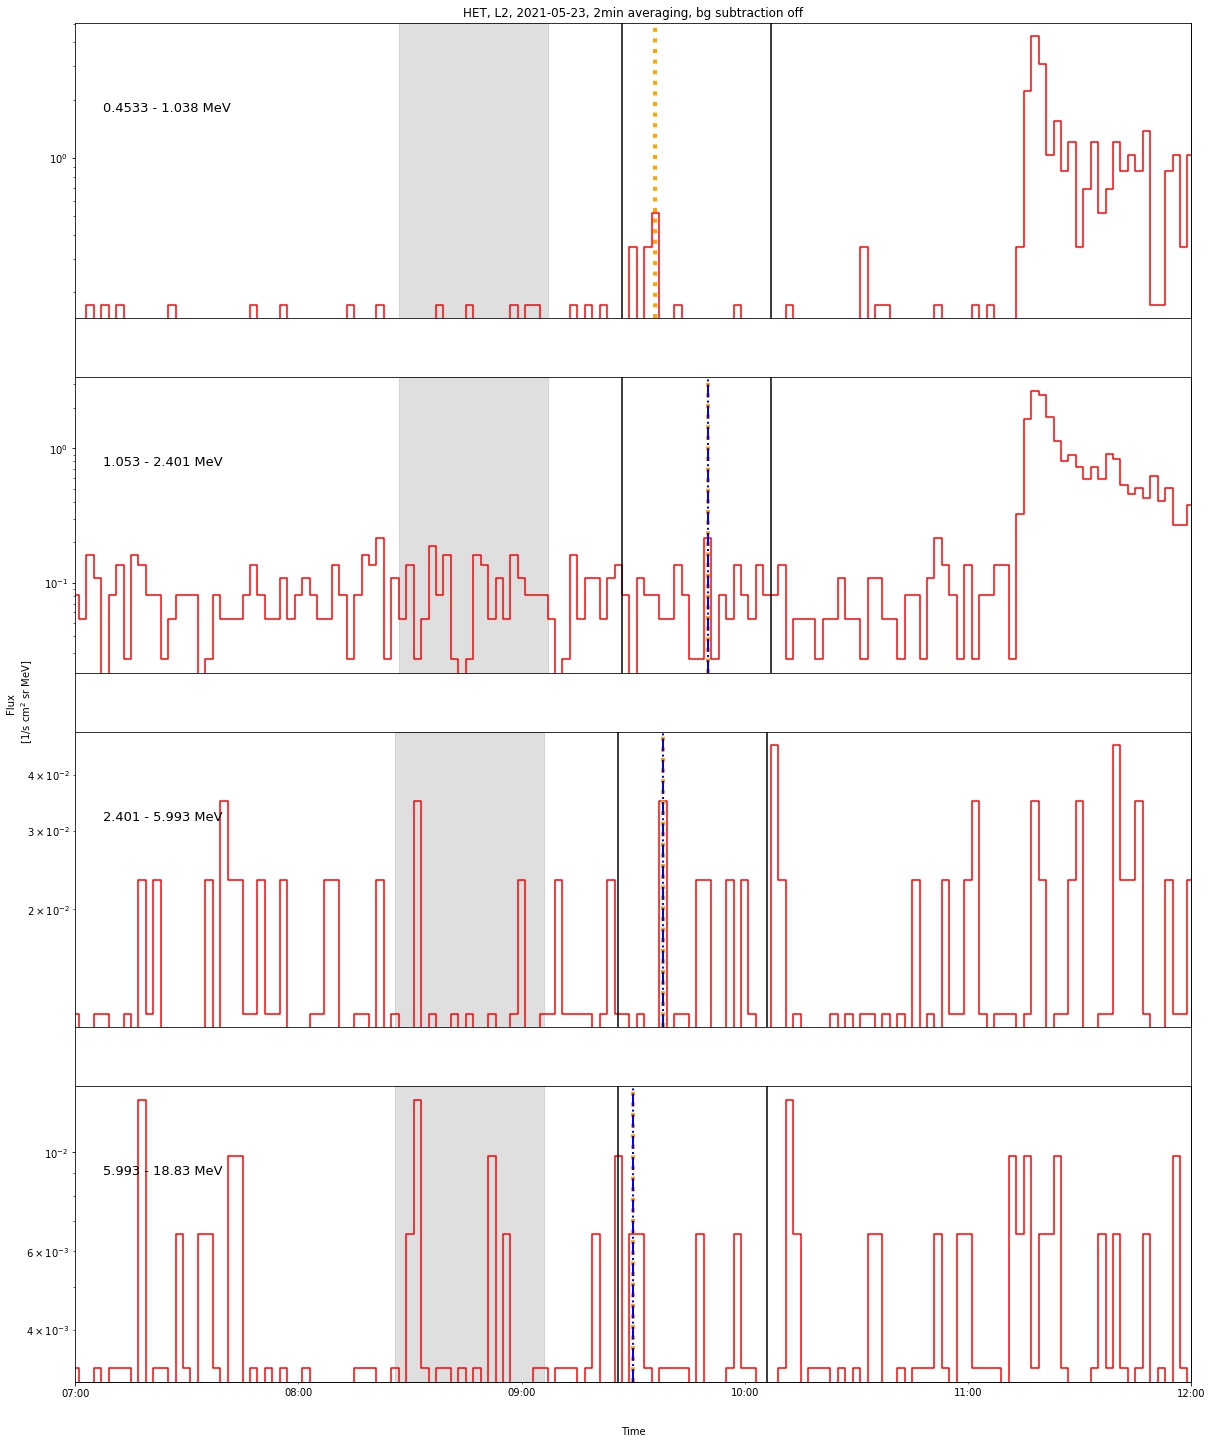 HET, L2, 2021-05-23, 2min averaging, bg subtraction off
0.4533 - 1.038 MeV
10⁰
1.053 - 2.401 MeV
10⁰
10⁻¹
Flux
[1/s cm² sr MeV]
4 × 10⁻²
2.401 - 5.993 MeV
3 × 10⁻²
2 × 10⁻²
10⁻²
5.993 - 18.83 MeV
6 × 10⁻³
4 × 10⁻³
07:00 08:00 09:00 10:00 11:00 12:00
Time